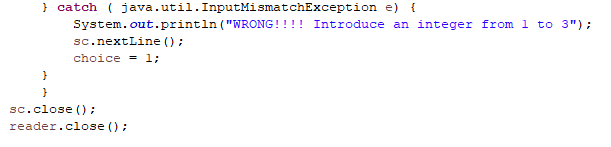 } catch ( java.util.InputMismatchException e) {
System.out.println("WRONG!!!! Introduce an integer from 1 to 3");
sc.nextLine();
choice = 1;
}
}
sc.close();
reader.close();